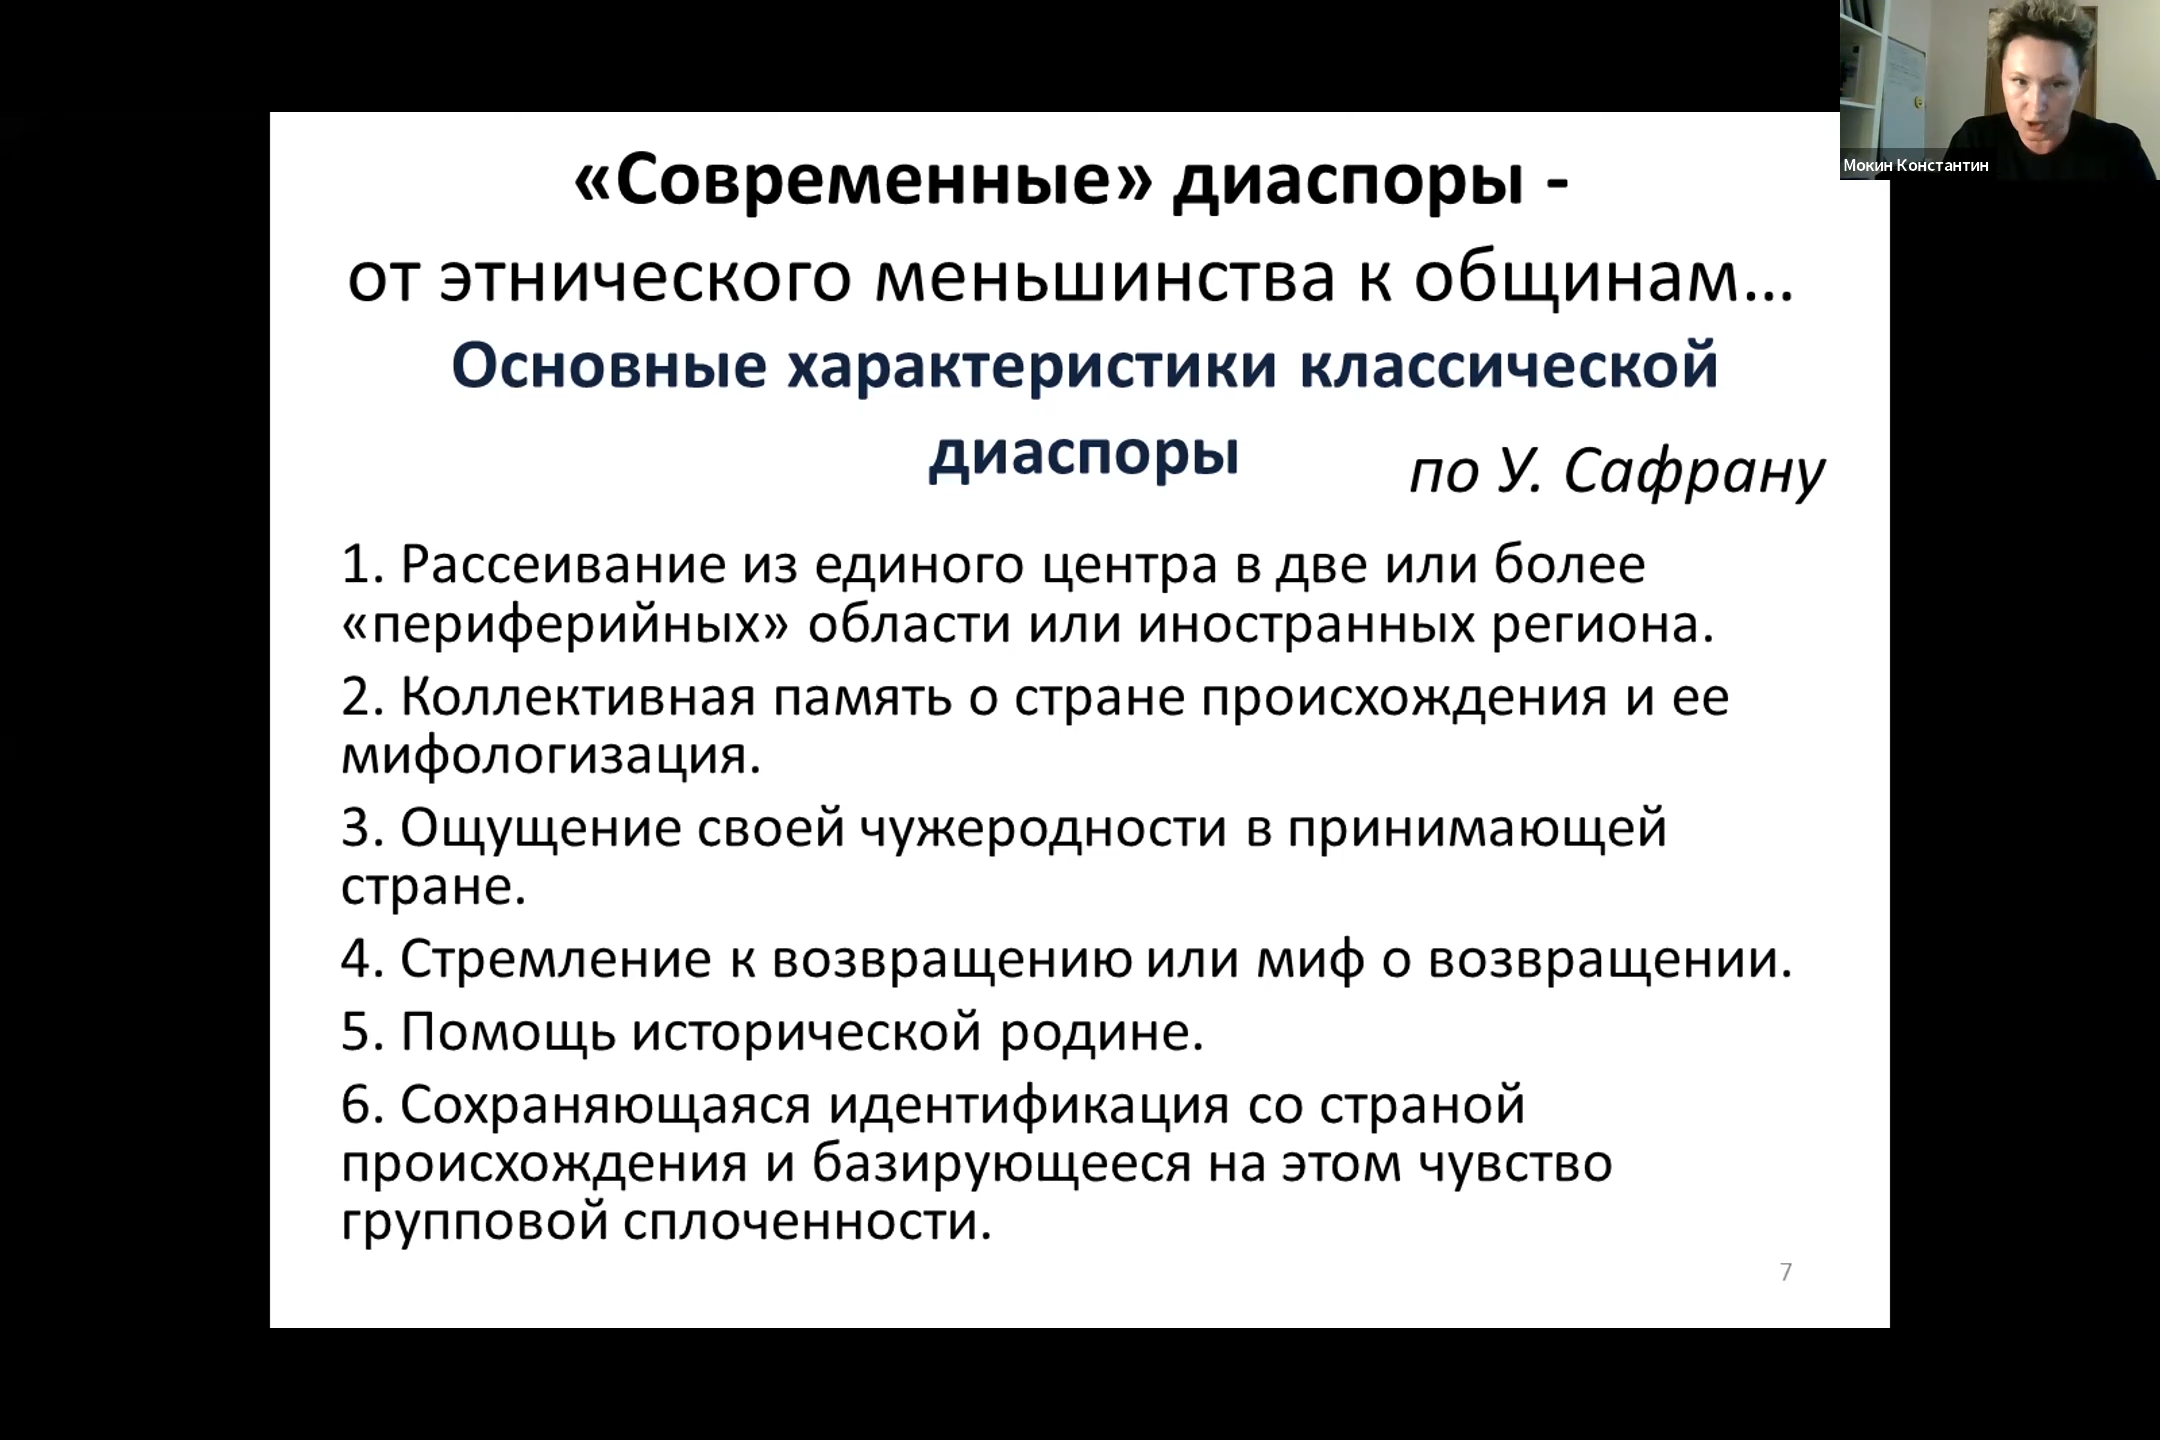 Мокин Константин
«Современные» диаспоры -
от этнического меньшинства к общинам...
Основные характеристики классической
диаспоры
по У. Сафрану
1. Рассеивание из единого центра в две или более
«периферийных» области или иностранных региона.
2. Коллективная память о стране происхождения и ее
мифологизация.
3. Ощущение своей чужеродности в принимающей
стране.
4. Стремление к возвращению или миф о возвращении.
5. Помощь исторической родине.
6. Сохраняющаяся идентификация со страной
происхождения и базирующееся на этом чувство
групповой сплоченности.
7